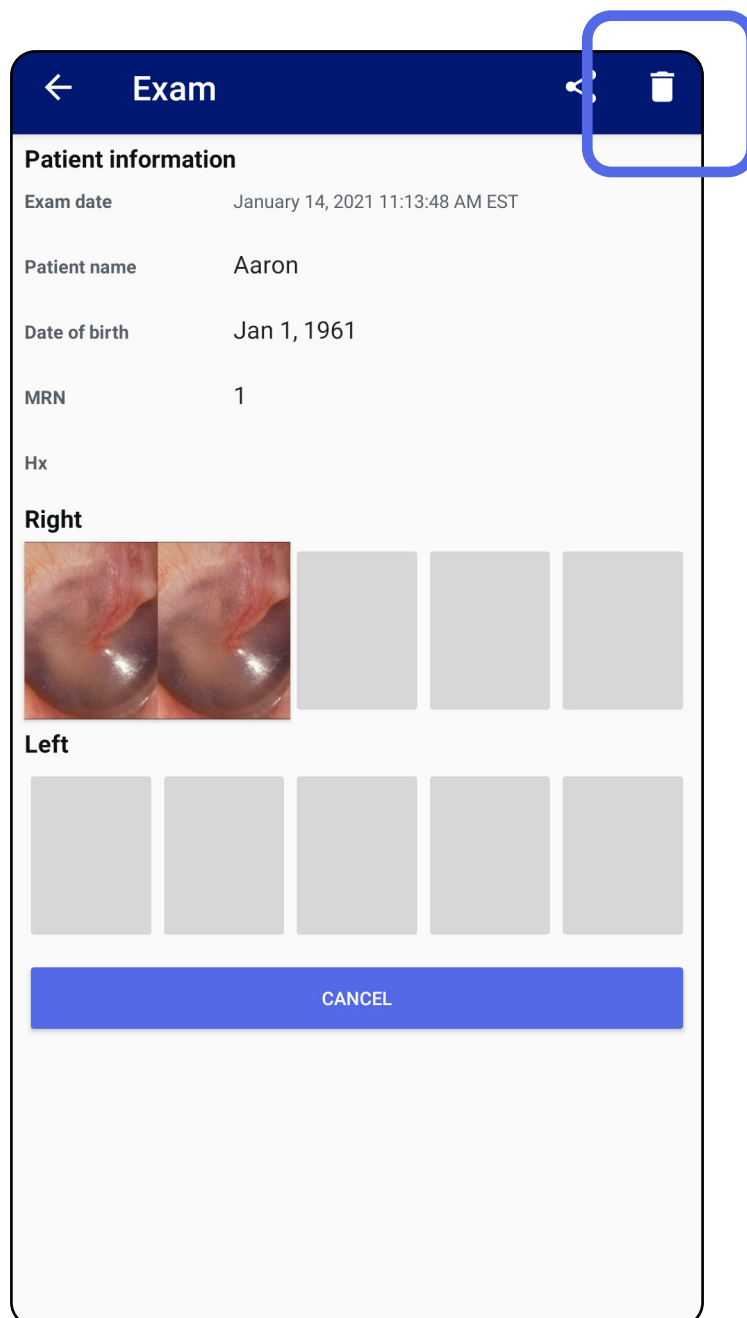 Exam
Patient information
Exam date January 14, 2021 11:13:48 AM EST
Patient name Aaron
Date of birth Jan 1, 1961
MRN 1
Hx
Right
Left
CANCEL